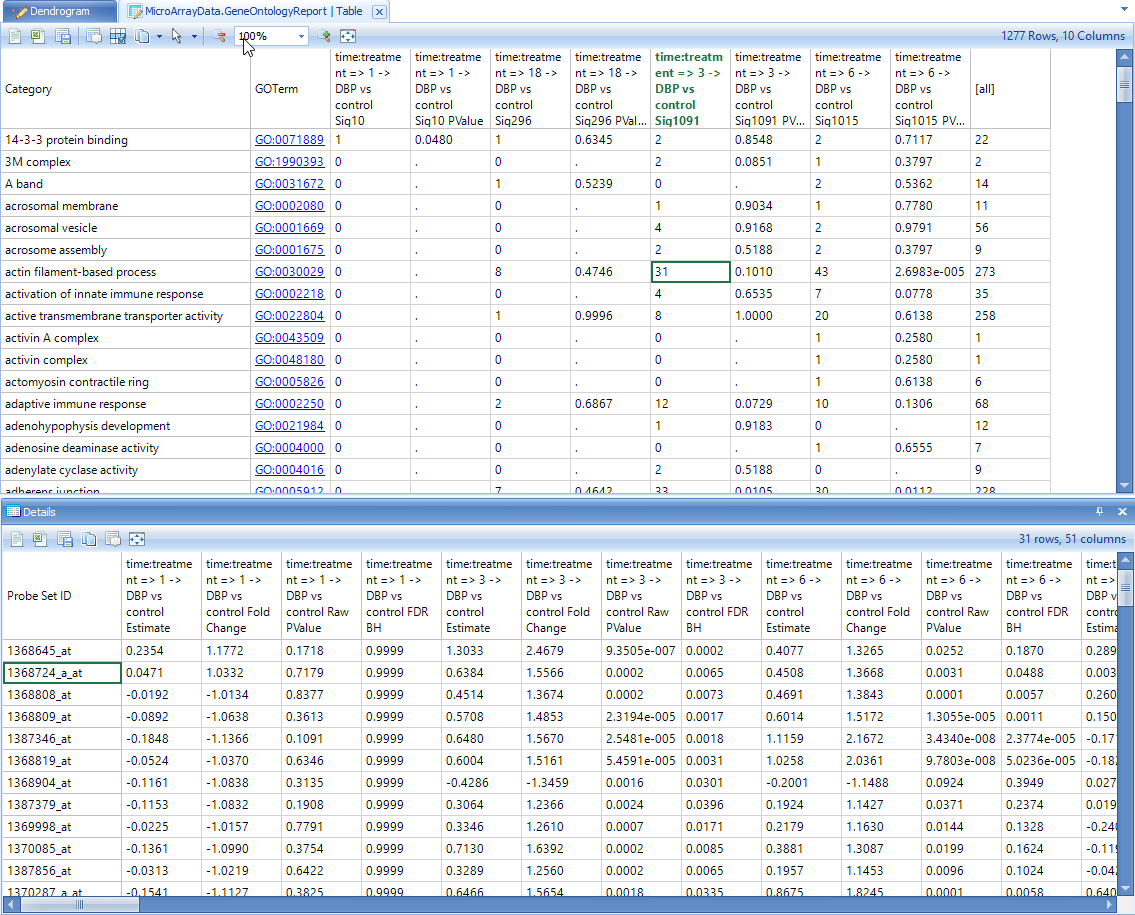 Dendrogram MicroArrayData.GeneOntologyReport | Table
100% 1277 Rows, 10 Columns
Category GOTerm time:treatment => 1 -> DBP vs control Sig10 time:treatment => 1 -> DBP vs control Sig10 PValue time:treatment => 18 -> DBP vs control Sig296 time:treatment => 18 -> DBP vs control Sig296 PVal... time:treatment => 3 -> DBP vs control Sig1091 time:treatment => 3 -> DBP vs control Sig1091 PV... time:treatment => 6 -> DBP vs control Sig1015 time:treatment => 6 -> DBP vs control Sig1015 PV... [all]
14-3-3 protein binding GO:0071889 1 0.0480 1 0.6345 2 0.8548 2 0.7117 22
3M complex GO:1990393 0 . 0 . 2 0.0851 1 0.3797 2
A band GO:0031672 0 . 1 0.5239 0 . 2 0.5362 14
acrosomal membrane GO:0002080 0 . 0 . 1 0.9034 1 0.7780 11
acrosomal vesicle GO:0001669 0 . 0 . 4 0.9168 2 0.9791 56
acrosome assembly GO:0001675 0 . 0 . 2 0.5188 2 0.3797 9
actin filament-based process GO:0030029 0 . 8 0.4746 31 0.1010 43 2.6983e-005 273
activation of innate immune response GO:0002218 0 . 0 . 4 0.6535 7 0.0778 35
active transmembrane transporter activity GO:0022804 0 . 1 0.9996 8 1.0000 20 0.6138 258
activin A complex GO:0043509 0 . 0 . 0 . 1 0.2580 1
activin complex GO:0048180 0 . 0 . 0 . 1 0.2580 1
actomyosin contractile ring GO:0005826 0 . 0 . 0 . 1 0.6138 6
adaptive immune response GO:0002250 0 . 2 0.6867 12 0.0729 10 0.1306 68
adenohypophysis development GO:0021984 0 . 0 . 1 0.9183 0 . 12
adenosine deaminase activity GO:0004000 0 . 0 . 0 . 1 0.6555 7
adenylate cyclase activity GO:0004016 0 . 0 . 2 0.5188 0 . 9
adherens junction GO:0005912 0 . 7 0.4642 33 0.0105 30 0.0112 228
Details
31 rows, 51 columns
Probe Set ID time:treatment => 1 -> DBP vs control Estimate time:treatment => 1 -> DBP vs control Fold Change time:treatment => 1 -> DBP vs control Raw PValue time:treatment => 1 -> DBP vs control FDR BH time:treatment => 3 -> DBP vs control Estimate time:treatment => 3 -> DBP vs control Fold Change time:treatment => 3 -> DBP vs control Raw PValue time:treatment => 3 -> DBP vs control FDR BH time:treatment => 6 -> DBP vs control Estimate time:treatment => 6 -> DBP vs control Fold Change time:treatment => 6 -> DBP vs control Raw PValue time:treatment => 6 -> DBP vs control FDR BH
1368645_at 0.2354 1.1772 0.1718 0.9999 1.3033 2.4679 9.3505e-007 0.0002 0.4077 1.3265 0.0252 0.1870 0.289
1368724_a_at 0.0471 1.0332 0.7179 0.9999 0.6384 1.5566 0.0002 0.0065 0.4508 1.3668 0.0031 0.0488 0.003
1368808_at -0.0192 -1.0134 0.8377 0.9999 0.4514 1.3674 0.0002 0.0073 0.4691 1.3843 0.0001 0.0057 0.260
1368809_at -0.0892 -1.0638 0.3613 0.9999 0.5708 1.4853 2.3194e-005 0.0017 0.6014 1.5172 1.3055e-005 0.0011 0.150
1387346_at -0.1848 -1.1366 0.1091 0.9999 0.6480 1.5670 2.5481e-005 0.0018 1.1159 2.1672 3.4340e-008 2.3774e-005 -0.17
1368819_at -0.0524 -1.0370 0.6346 0.9999 0.6004 1.5161 5.4591e-005 0.0031 1.0258 2.0361 9.7803e-008 5.0236e-005 -0.18
1368904_at -0.1161 -1.0838 0.3135 0.9999 -0.4286 -1.3459 0.0016 0.0301 -0.2001 -1.1488 0.0924 0.3949 0.027
1387379_at -0.1153 -1.0832 0.1908 0.9999 0.3064 1.2366 0.0024 0.0396 0.1924 1.1427 0.0371 0.2374 0.019
1369998_at -0.0225 -1.0157 0.7791 0.9999 0.3346 1.2610 0.0007 0.0171 0.2179 1.1630 0.0144 0.1328 -0.24
1370085_at -0.1361 -1.0990 0.3754 0.9999 0.7130 1.6392 0.0002 0.0085 0.3881 1.3087 0.0199 0.1624 -0.11
1387856_at -0.0313 -1.0219 0.6422 0.9999 0.3289 1.2560 0.0002 0.0065 0.1957 1.1453 0.0096 0.1024 -0.04
1370287_a_at -0.1541 -1.1127 0.3825 0.9999 0.6466 1.5654 0.0018 0.0335 0.8675 1.8245 0.0001 0.0058 0.640